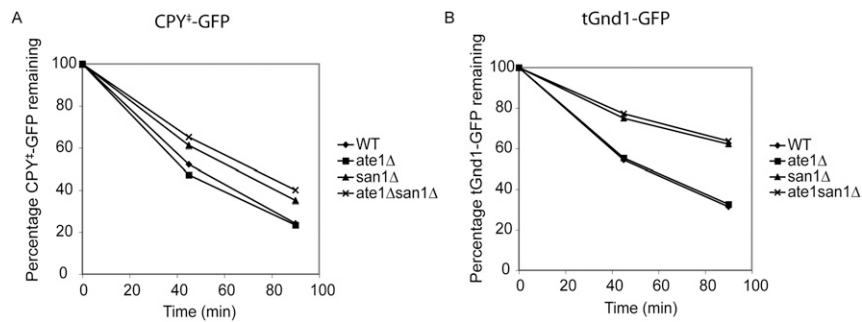 A
CPY‡-GFP
Percentage CPY‡-GFP remaining
100
80
60
40
20
0
0 20 40 60 80 100
Time (min)
WT
ate1Δ
san1Δ
ate1Δsan1Δ
B
tGnd1-GFP
Percentage tGnd1-GFP remaining
100
80
60
40
20
0
0 20 40 60 80 100
Time (min)
WT
ate1Δ
san1Δ
ate1san1Δ